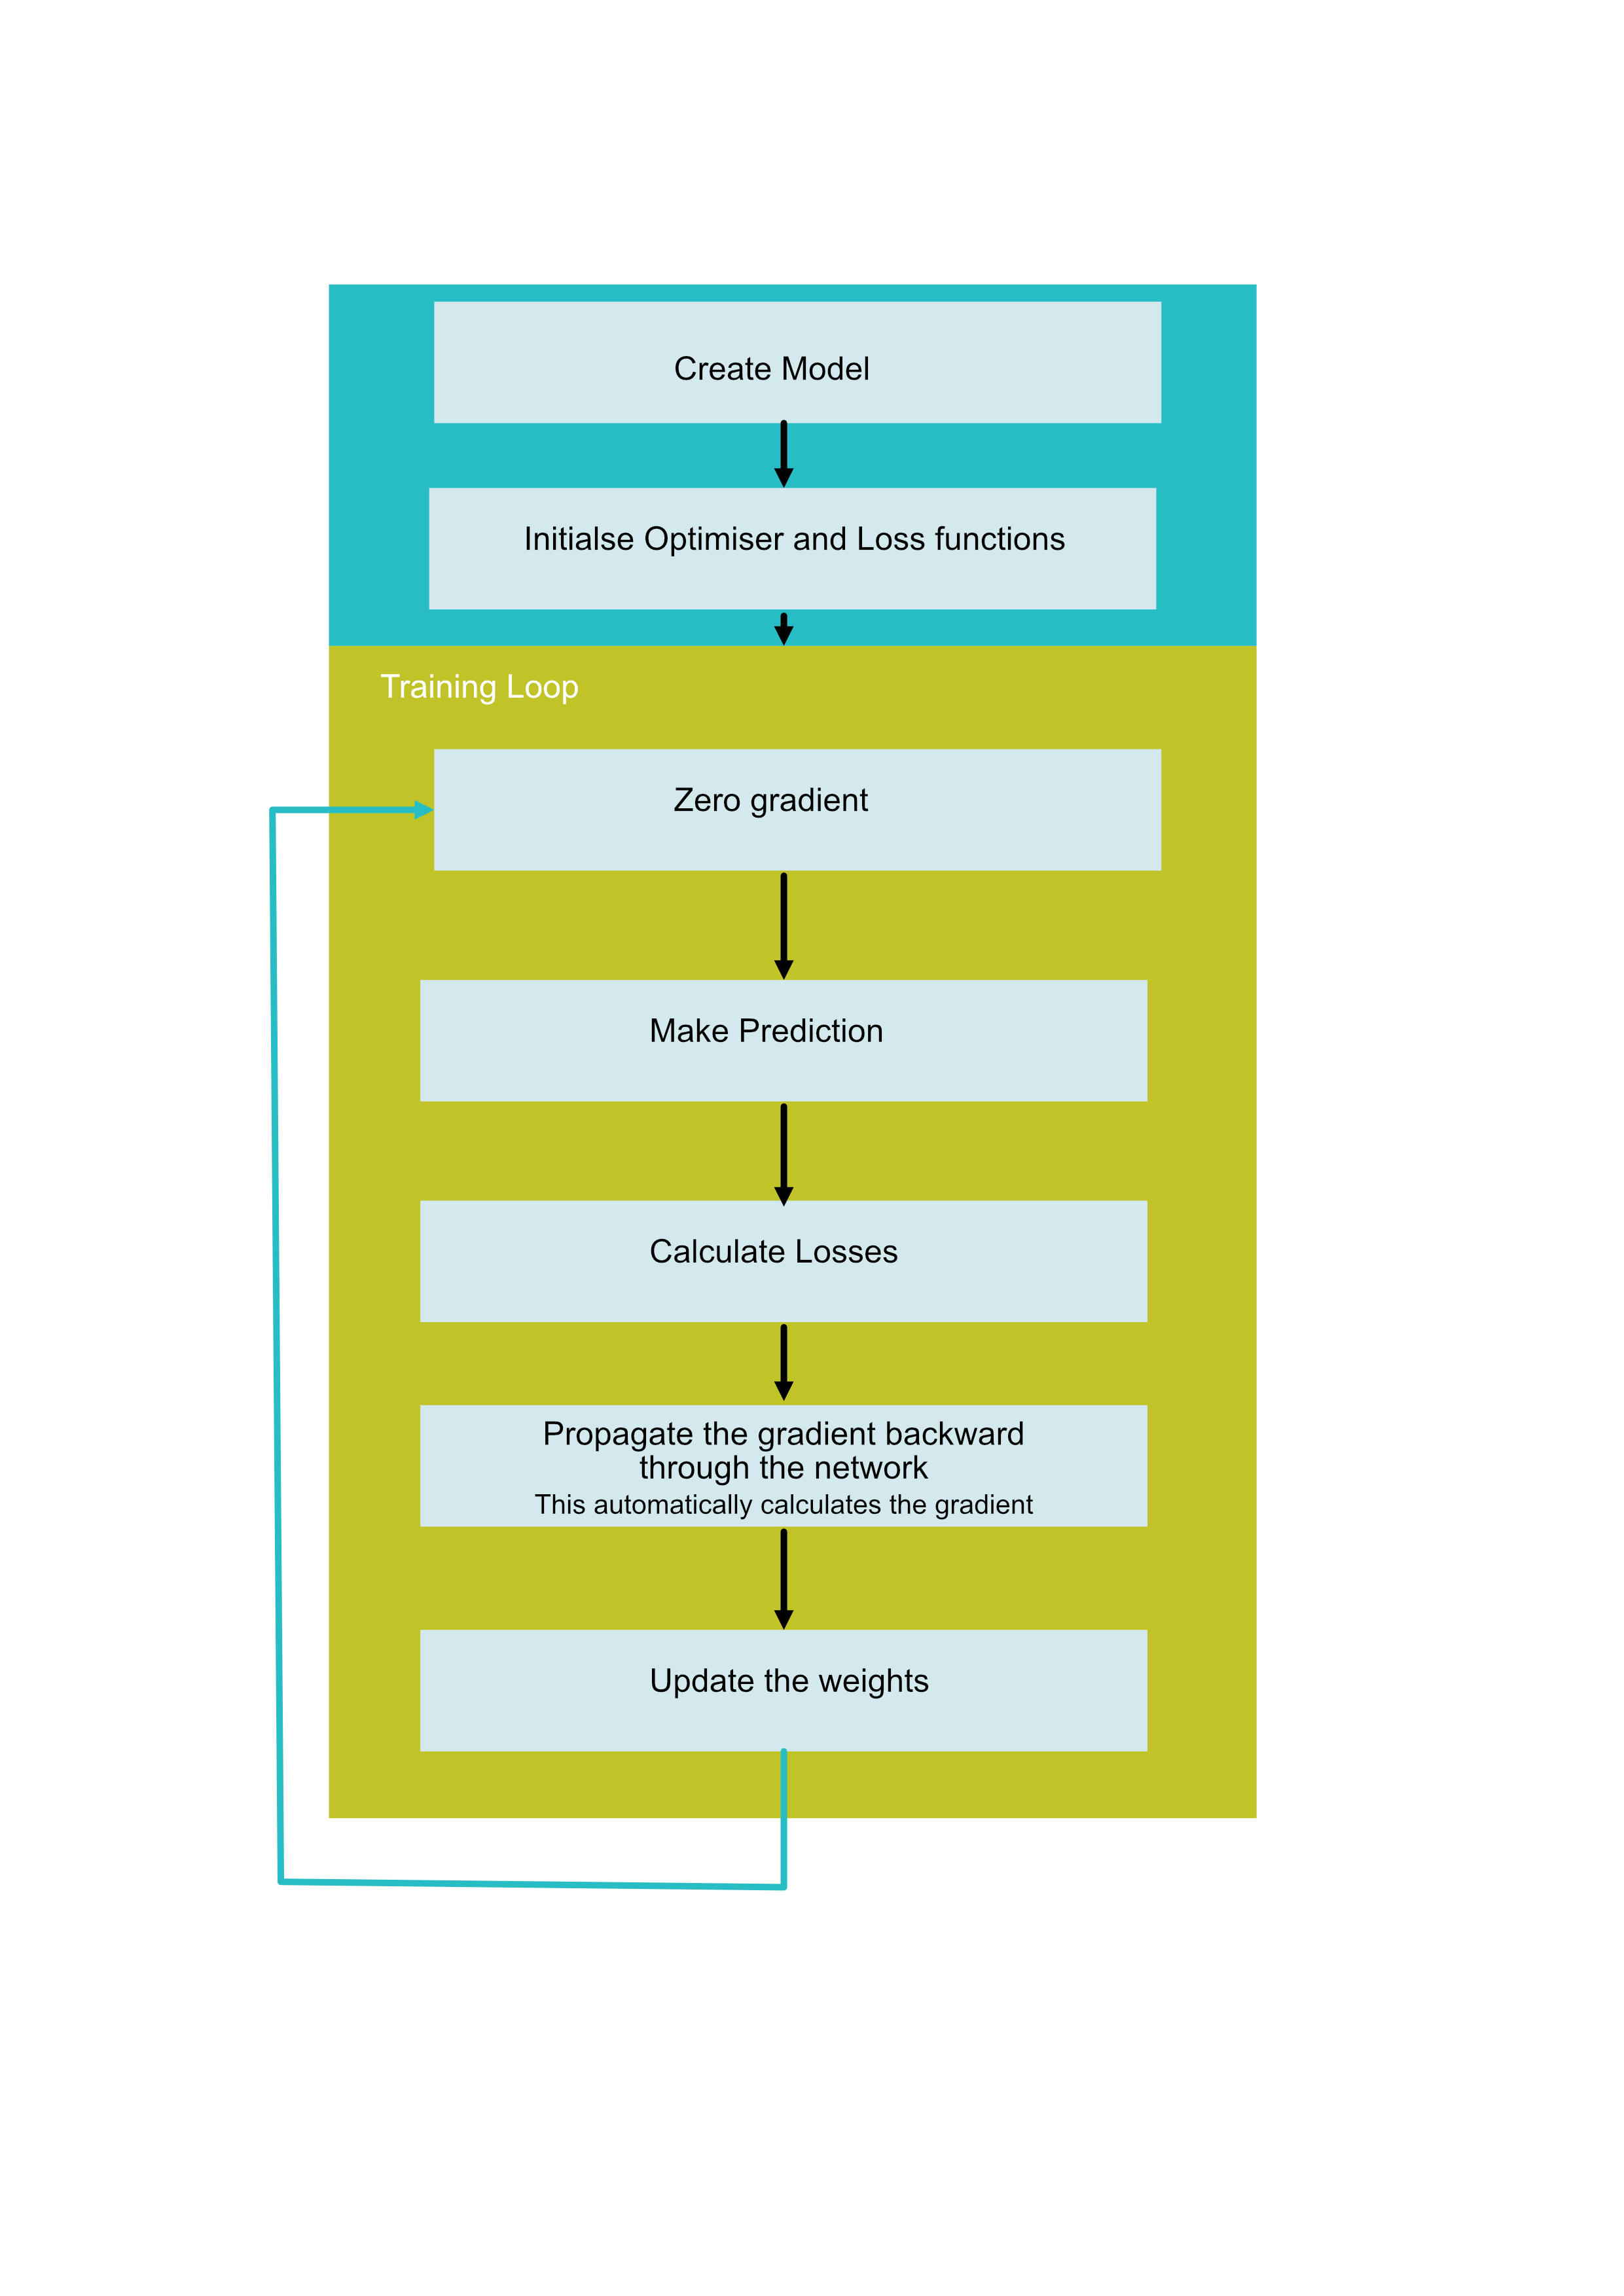 Create Model
Initialse Optimiser and Loss functions
Training Loop
Zero gradient
Make Prediction
Calculate Losses
Propagate the gradient backward
through the network
This automatically calculates the gradient
Update the weights